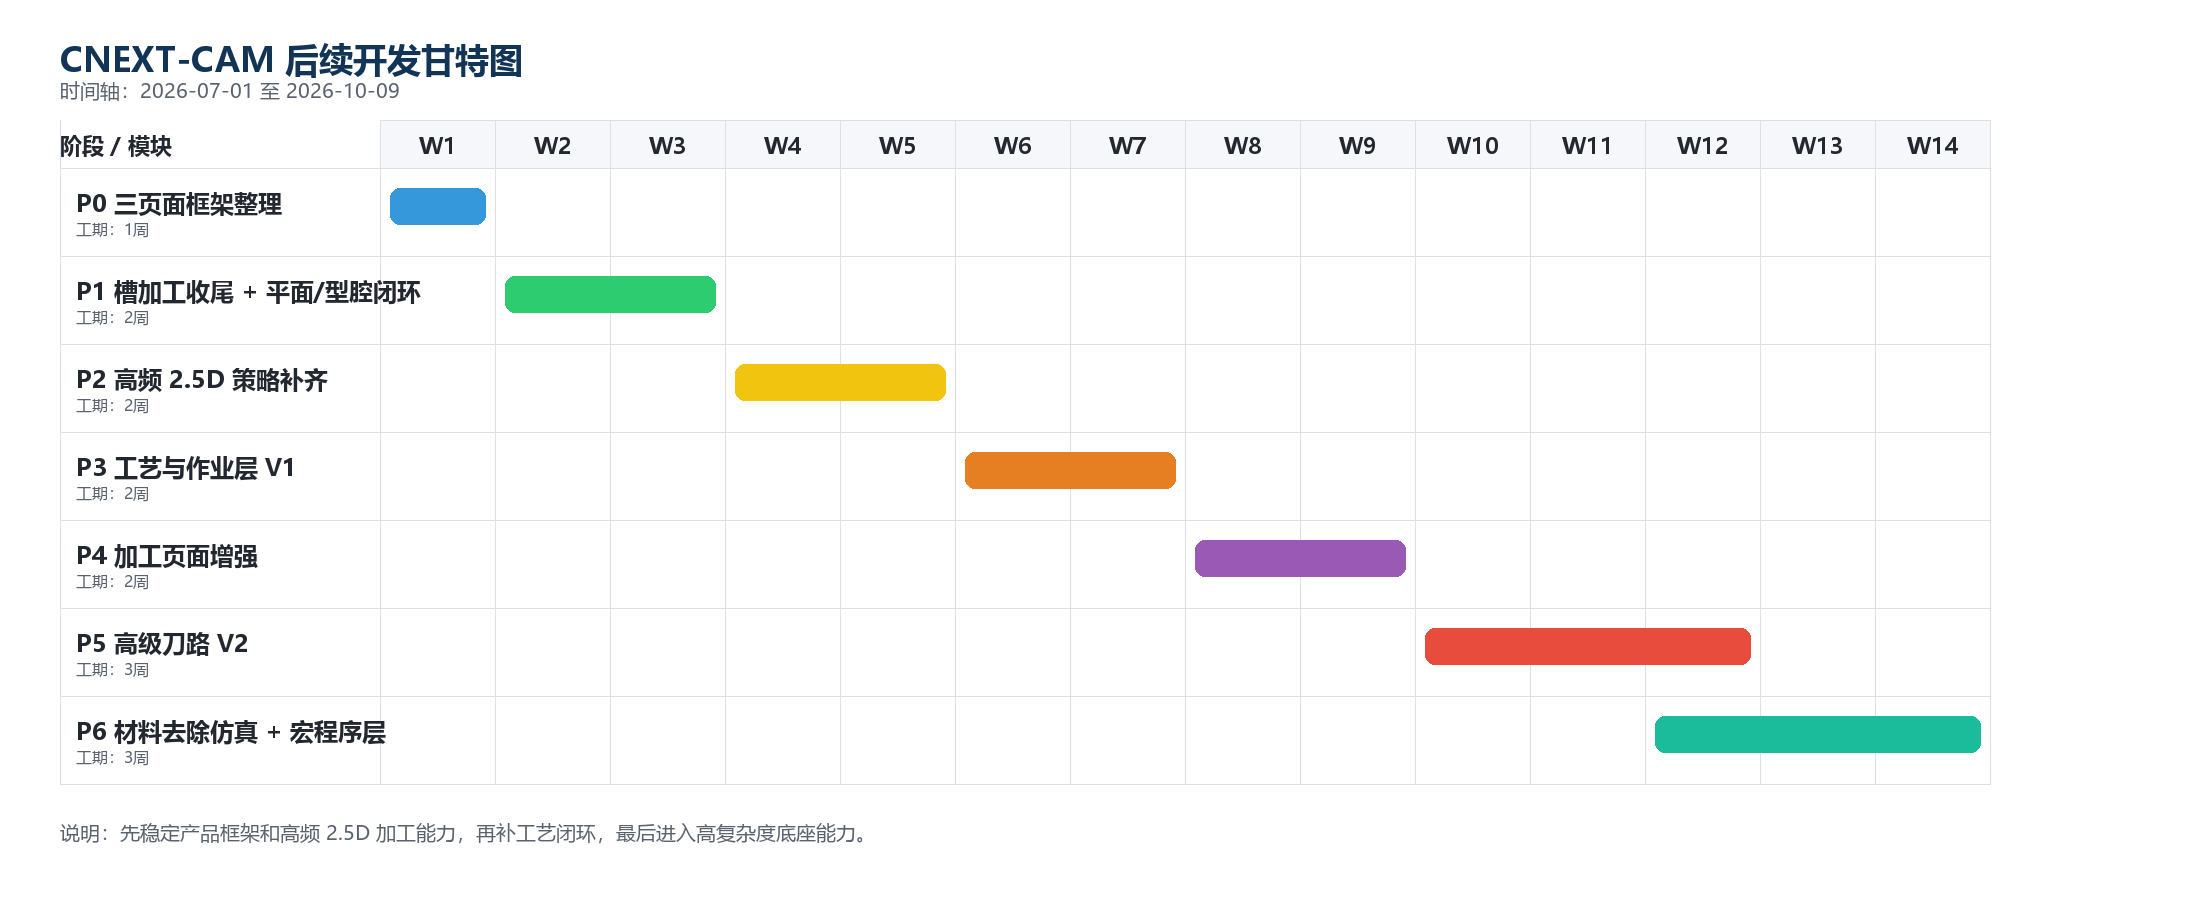 CNEXT-CAM 后续开发甘特图
时间轴：2026-07-01 至 2026-10-09
阶段 / 模块 W1 W2 W3 W4 W5 W6 W7 W8 W9 W10 W11 W12 W13 W14
P0 三页面框架整理
工期：1周
P1 槽加工收尾 + 平面/型腔闭环
工期：2周
P2 高频 2.5D 策略补齐
工期：2周
P3 工艺与作业层 V1
工期：2周
P4 加工页面增强
工期：2周
P5 高级刀路 V2
工期：3周
P6 材料去除仿真 + 宏程序层
工期：3周
说明：先稳定产品框架和高频 2.5D 加工能力，再补工艺闭环，最后进入高复杂度底座能力。